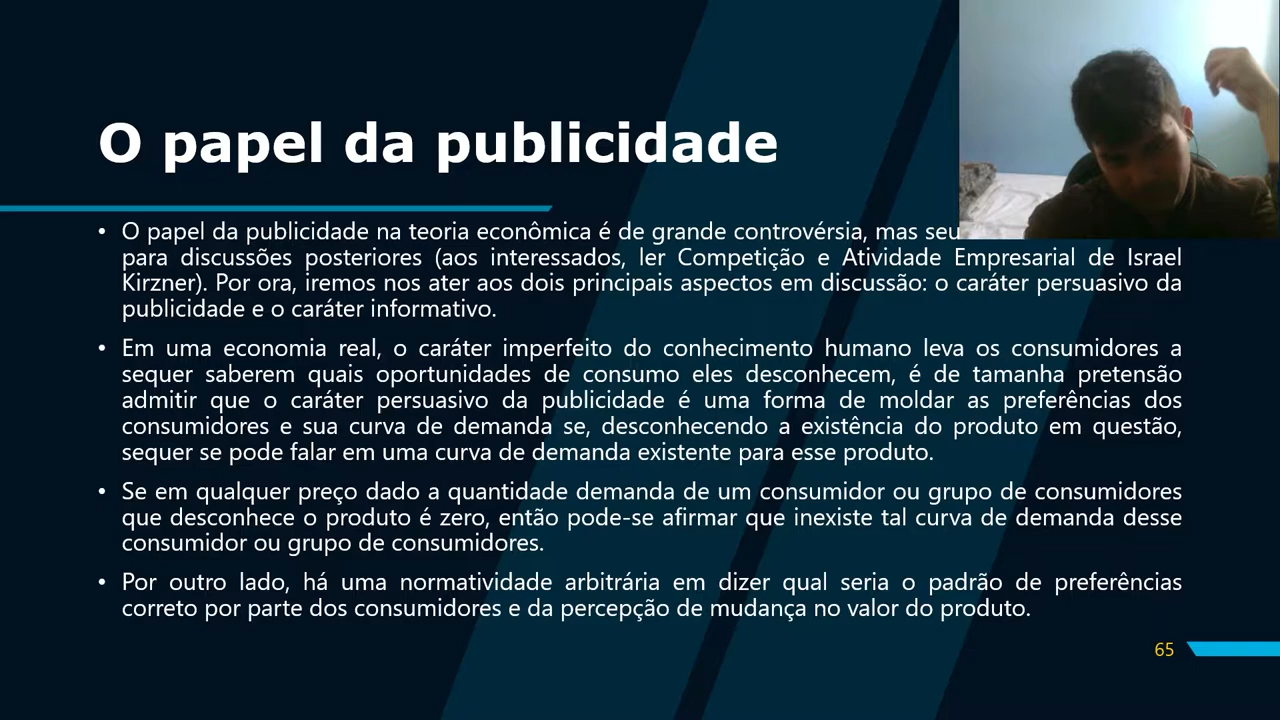 O papel da publicidade
• O papel da publicidade na teoria econômica é de grande controvérsia, mas seu
para discussões posteriores (aos interessados, ler Competição e Atividade Empresarial de Israel
Kirzner). Por ora, iremos nos ater aos dois principais aspectos em discussão: o caráter persuasivo da
publicidade e o caráter informativo.
• Em uma economia real, o caráter imperfeito do conhecimento humano leva os consumidores a
sequer saberem quais oportunidades de consumo eles desconhecem, é de tamanha pretensão
admitir que o caráter persuasivo da publicidade é uma forma de moldar as preferências dos
consumidores e sua curva de demanda se, desconhecendo a existência do produto em questão,
sequer se pode falar em uma curva de demanda existente para esse produto.
• Se em qualquer preço dado a quantidade demanda de um consumidor ou grupo de consumidores
que desconhece o produto é zero, então pode-se afirmar que inexiste tal curva de demanda desse
consumidor ou grupo de consumidores.
• Por outro lado, há uma normatividade arbitrária em dizer qual seria o padrão de preferências
correto por parte dos consumidores e da percepção de mudança no valor do produto.
65